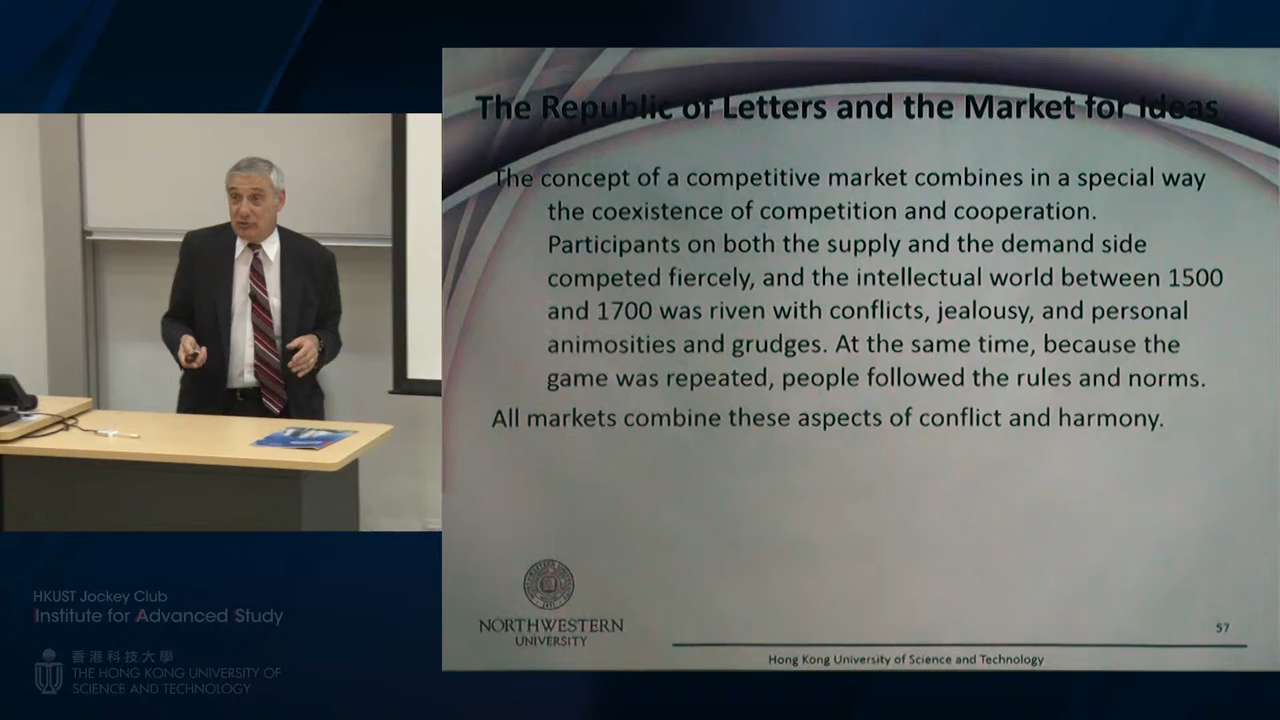 The Republic of Letters and the Market for Ideas
The concept of a competitive market combines in a special way
the coexistence of competition and cooperation.
Participants on both the supply and the demand side
competed fiercely, and the intellectual world between 1500
and 1700 was riven with conflicts, jealousy, and personal
animosities and grudges. At the same time, because the
game was repeated, people followed the rules and norms.
All markets combine these aspects of conflict and harmony.
NORTHWESTERN
UNIVERSITY
57
Hong Kong University of Science and Technology
HKUST Jockey Club
Institute for Advanced Study
香港科技大學
THE HONG KONG UNIVERSITY OF
SCIENCE AND TECHNOLOGY